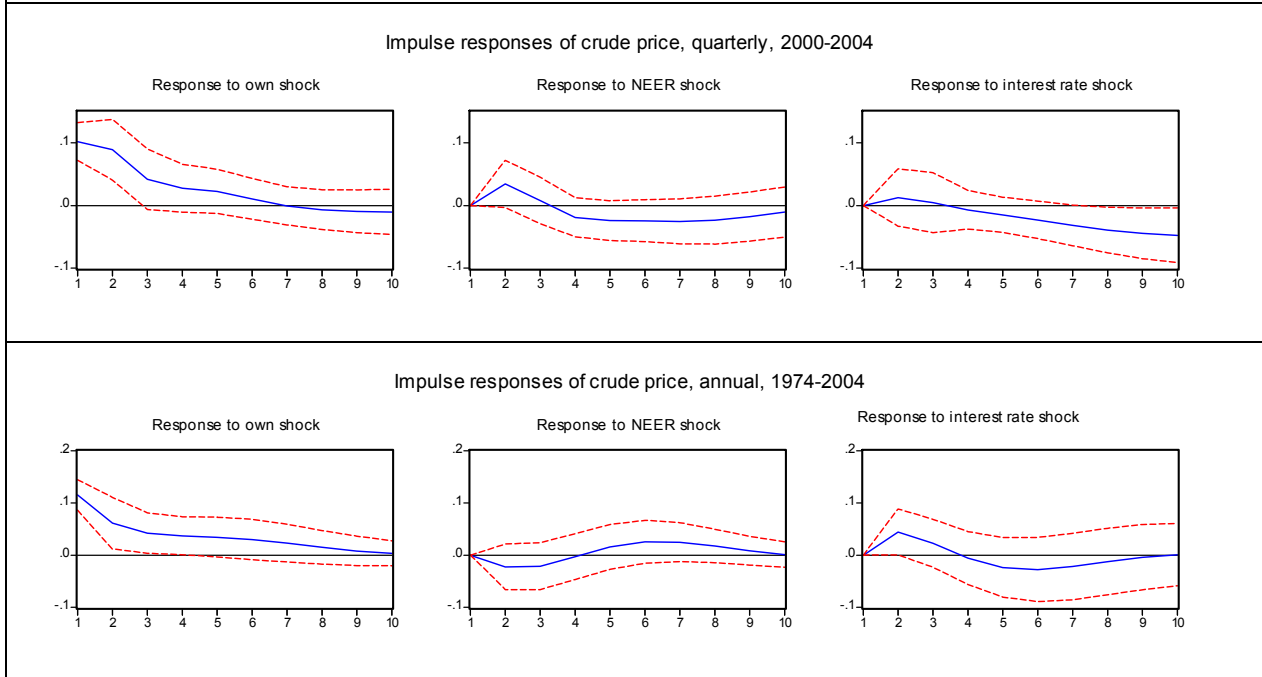 Impulse responses of crude price, quarterly, 2000-2004
Response to own shock
Response to NEER shock
Response to interest rate shock
.1
.0
-.1
1 2 3 4 5 6 7 8 9 10
.1
.0
-.1
1 2 3 4 5 6 7 8 9 10
.1
.0
-.1
1 2 3 4 5 6 7 8 9 10
Impulse responses of crude price, annual, 1974-2004
Response to own shock
Response to NEER shock
Response to interest rate shock
.2
.1
.0
-.1
1 2 3 4 5 6 7 8 9 10
.2
.1
.0
-.1
1 2 3 4 5 6 7 8 9 10
.2
.1
.0
-.1
1 2 3 4 5 6 7 8 9 10